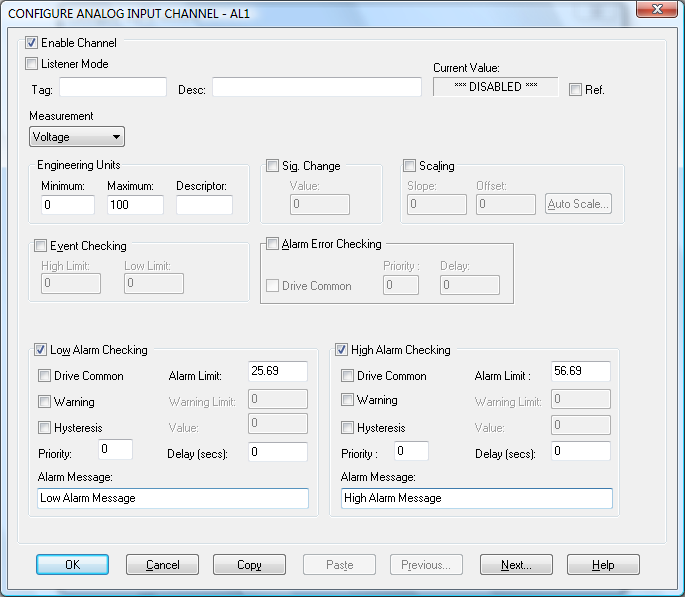 CONFIGURE ANALOG INPUT CHANNEL - AL1
Enable Channel
Listener Mode
Tag: Desc: Current Value: *** DISABLED *** Ref.
Measurement
Voltage
Engineering Units
Minimum: Maximum: Descriptor:
0 100
Sig. Change
Value:
0
Scaling
Slope: Offset:
0 0 Auto Scale...
Event Checking
High Limit: Low Limit:
0 0
Alarm Error Checking
Priority : Delay:
Drive Common 0 0
Low Alarm Checking
Drive Common Alarm Limit: 25.69
Warning Warning Limit: 0
Hysteresis Value: 0
Priority: 0 Delay (secs): 0
Alarm Message:
Low Alarm Message
High Alarm Checking
Drive Common Alarm Limit : 56.69
Warning Warning Limit: 0
Hysteresis Value: 0
Priority : 0 Delay (secs): 0
Alarm Message:
High Alarm Message
OK Cancel Copy Paste Previous... Next... Help